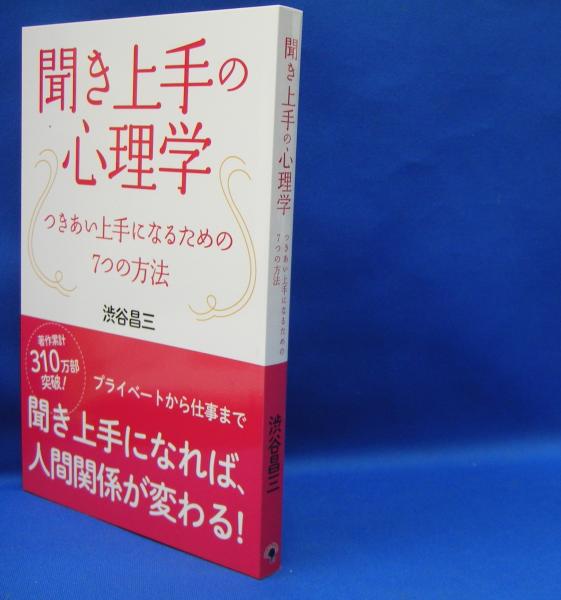 聞き上手の
心理学
つきあい上手になるための
7つの方法
渋谷昌三
著作累計
310万部
突破!
プライベートから仕事まで
聞き上手になれば、
人間関係が変わる!
聞き上手の心理学
つきあい上手になるための
7つの方法
渋谷昌三